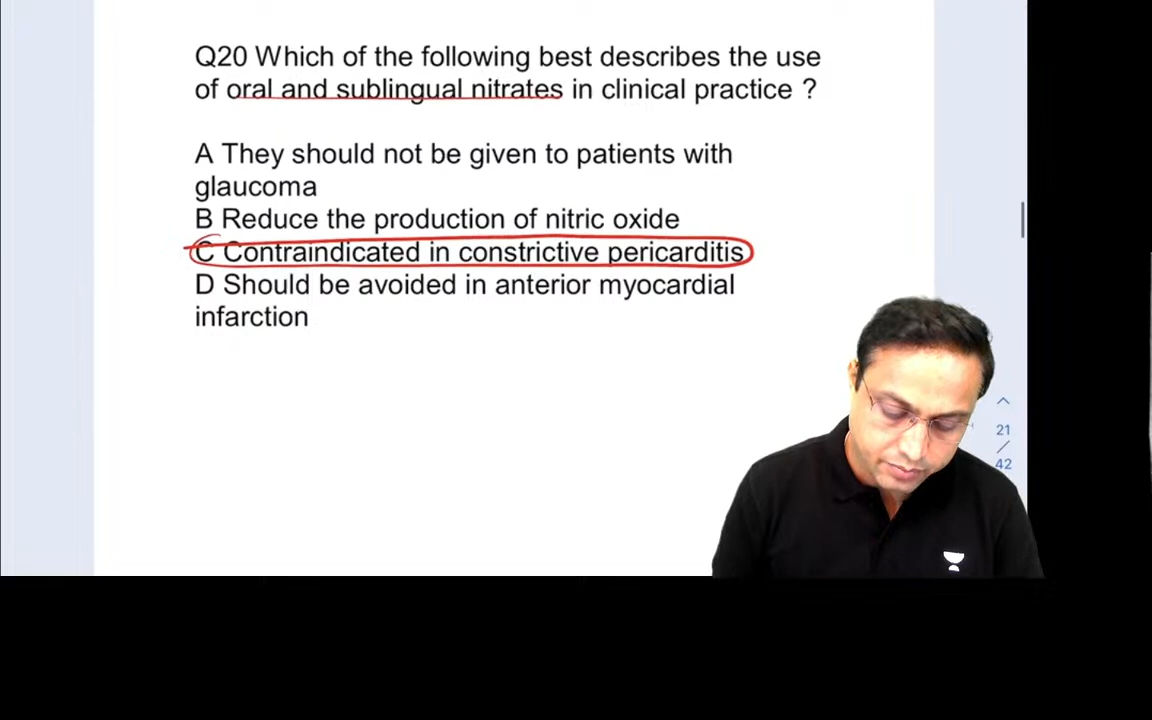 Q20 Which of the following best describes the use
of oral and sublingual nitrates in clinical practice ?
A They should not be given to patients with
glaucoma
B Reduce the production of nitric oxide
C Contraindicated in constrictive pericarditis
D Should be avoided in anterior myocardial
infarction
21
/
42